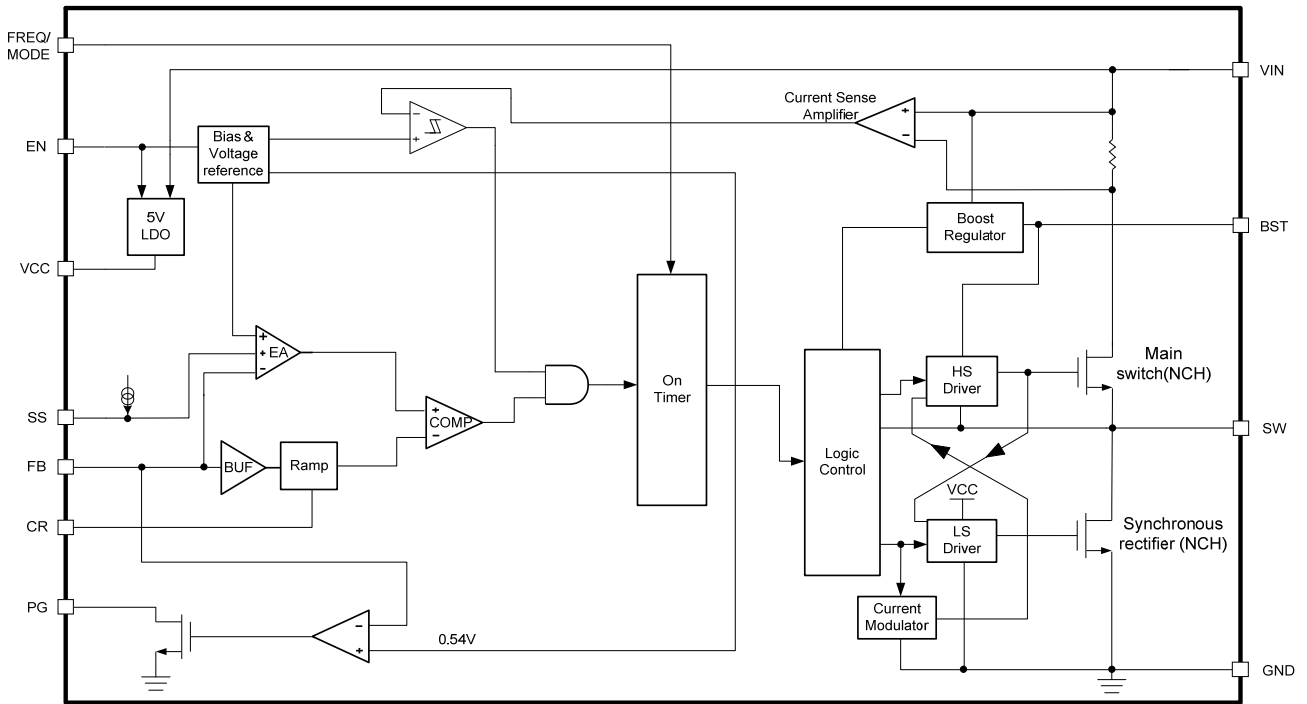 FREQ/
MODE
VIN
Current Sense
Amplifier
+
−
−
+
EN
Bias &
Voltage
reference
5V
LDO
Boost
Regulator
BST
VCC
+
+
−
EA
HS
Driver
Main
switch(NCH)
On
Timer
SS
+
−
COMP
SW
FB
BUF
Ramp
Logic
Control
VCC
CR
LS
Driver
Synchronous
rectifier (NCH)
PG
Current
Modulator
−
+
0.54V
GND